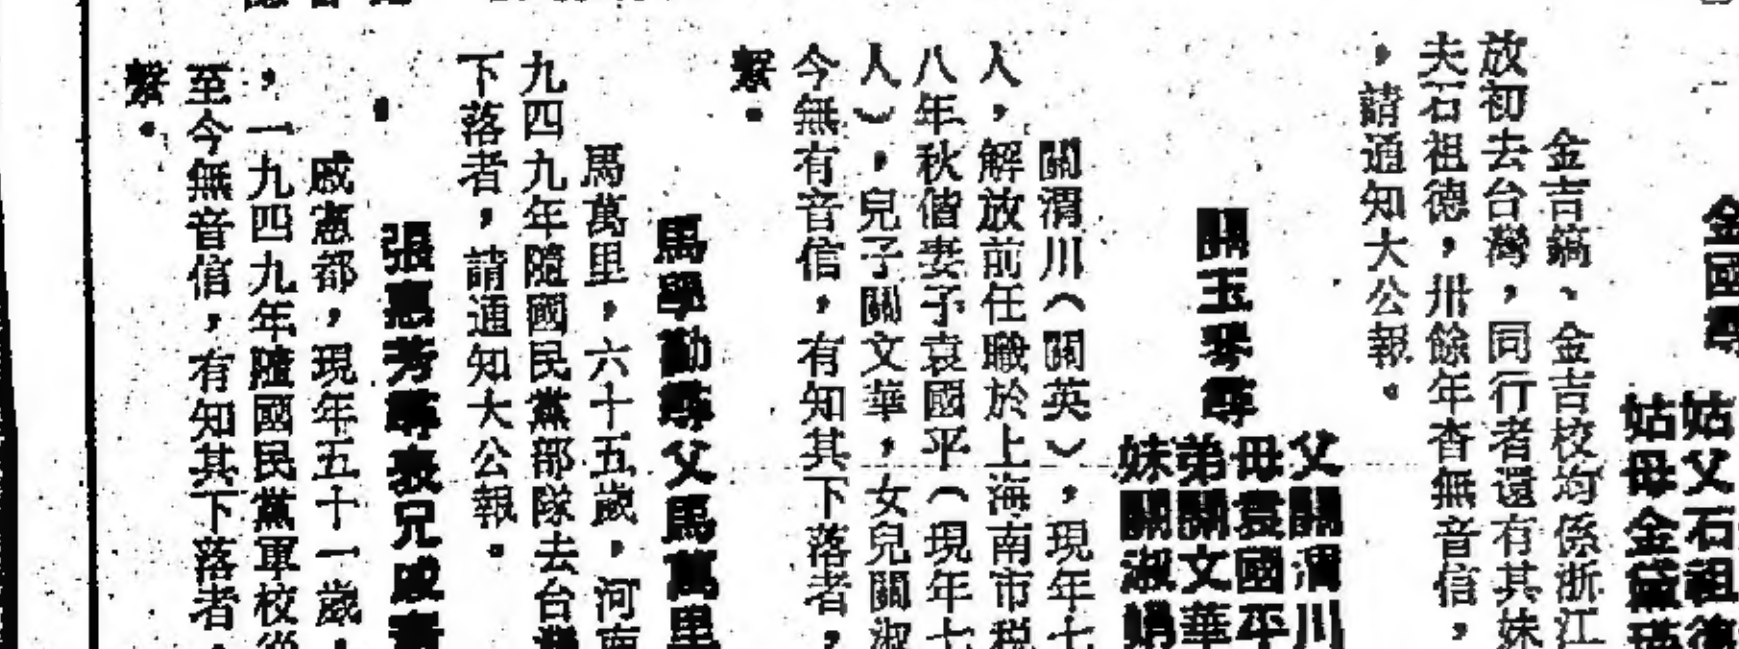 金國尋
姑父石祖德
姑母金盛瑛
金吉鎬、金吉校均係浙江
放初去台灣，同行者還有其妹
夫石祖德，卅餘年杳無音信，
，請通知大公報。
關玉琴尋
父關渭川
母袁國平
弟關文華
妹關淑娟
關渭川（關英），現年七
人，解放前任職於上海南市税
八年秋偕妻子袁國平（現年七
人），兒子關文華，女兒關淑
今無有音信，有知其下落者，
繫。
馬學勤尋父馬萬里
馬萬里，六十五歲，河南
九四九年隨國民黨部隊去台灣
下落者，請通知大公報。
張惠芳尋表兄戚憲
。
戚憲都，現年五十一歲，
，一九四九年隨國民黨軍校從
至今無音信，有知其下落者，
繫。